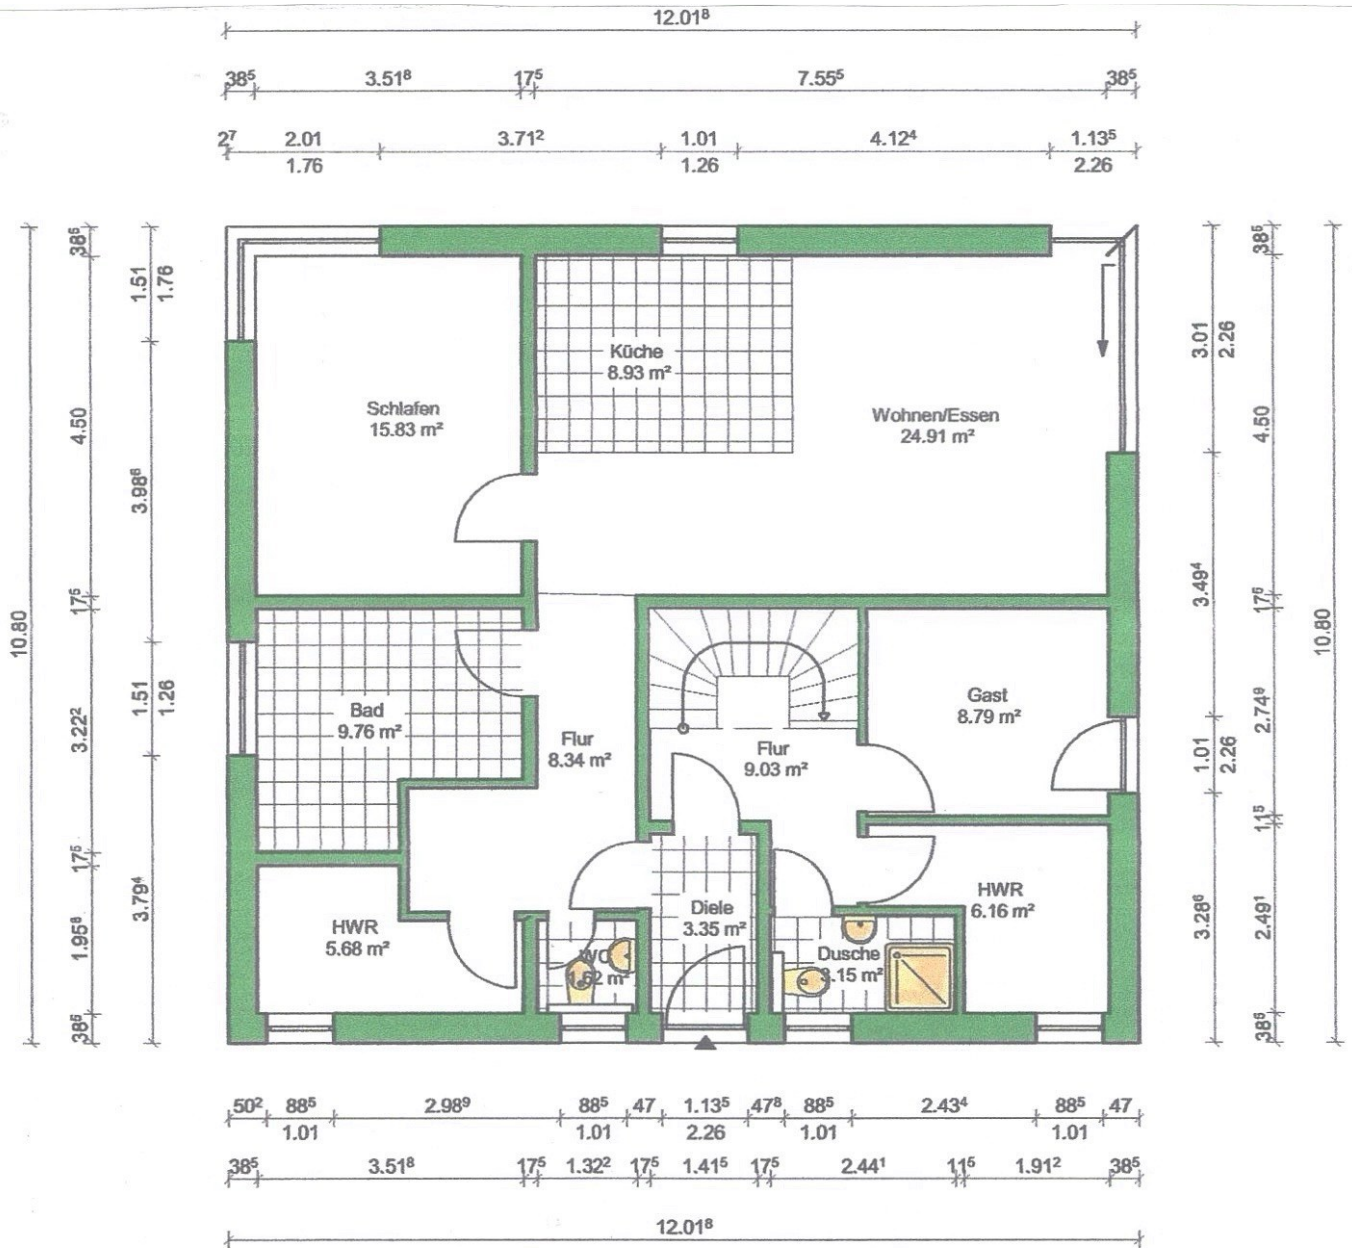 12.01⁸
38⁵ 3.51⁸ 17⁵ 7.55⁵ 38⁵
2⁷ 2.01 3.71² 1.01 4.12⁴ 1.13⁵
1.76 1.26 2.26
10.80
38⁵ 4.50 17⁵ 3.22² 17⁵ 1.95⁸ 38⁵
1.51 3.98⁶ 1.51 3.79⁴
1.76 1.26
Küche
8.93 m²
Schlafen
15.83 m²
Wohnen/Essen
24.91 m²
Bad
9.76 m²
Flur
8.34 m²
Flur
9.03 m²
Gast
8.79 m²
HWR
5.68 m²
WC
1.62 m²
Diele
3.35 m²
Dusche
3.15 m²
HWR
6.16 m²
3.01 3.49⁴ 1.01 3.28⁶
2.26 2.26
38⁵ 4.50 17⁵ 2.74⁹ 11⁵ 2.49¹ 38⁵
10.80
50² 88⁵ 2.98⁹ 88⁵ 47 1.13⁵ 47⁸ 88⁵ 2.43⁴ 88⁵ 47
1.01 1.01 2.26 1.01 1.01
38⁵ 3.51⁸ 17⁵ 1.32² 17⁵ 1.41⁵ 17⁵ 2.44¹ 11⁵ 1.91² 38⁵
12.01⁸